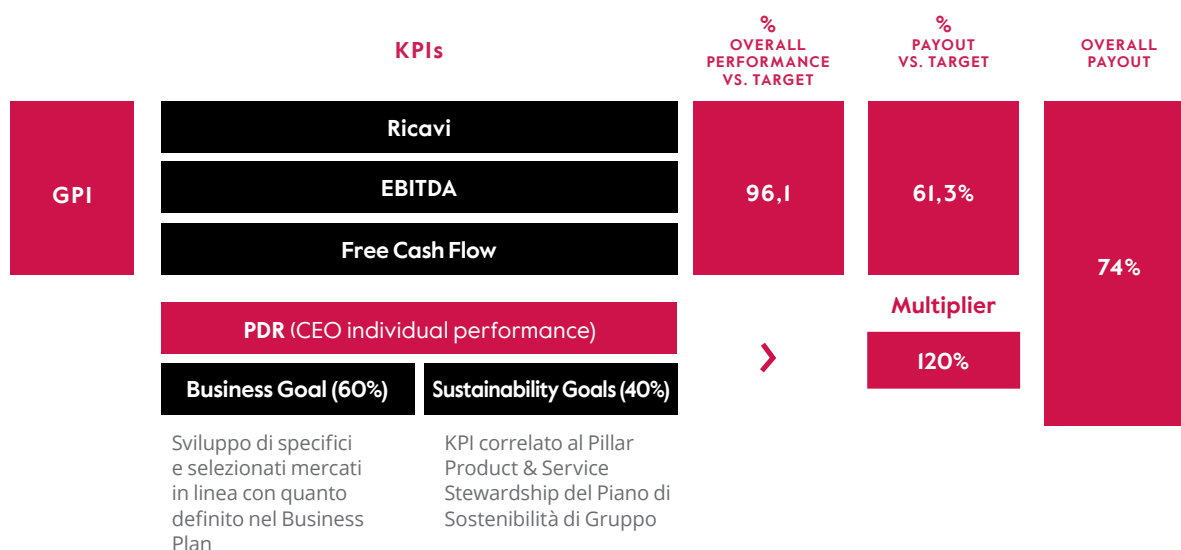 KPIs
%
OVERALL
PERFORMANCE
VS. TARGET
%
PAYOUT
VS. TARGET
OVERALL
PAYOUT
GPI
Ricavi
EBITDA
Free Cash Flow
96,1
61,3%
74%
PDR (CEO individual performance)
Multiplier
120%
Business Goal (60%)
Sustainability Goals (40%)
Sviluppo di specifici
e selezionati mercati
in linea con quanto
definito nel Business
Plan
KPI correlato al Pillar
Product & Service
Stewardship del Piano di
Sostenibilità di Gruppo